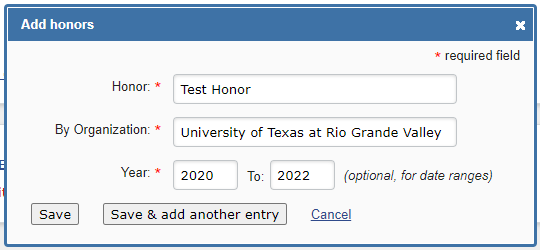 Add honors ×
* required field
Honor: * Test Honor
By Organization: * University of Texas at Rio Grande Valley
Year: * 2020 To: 2022 (optional, for date ranges)
Save Save & add another entry Cancel